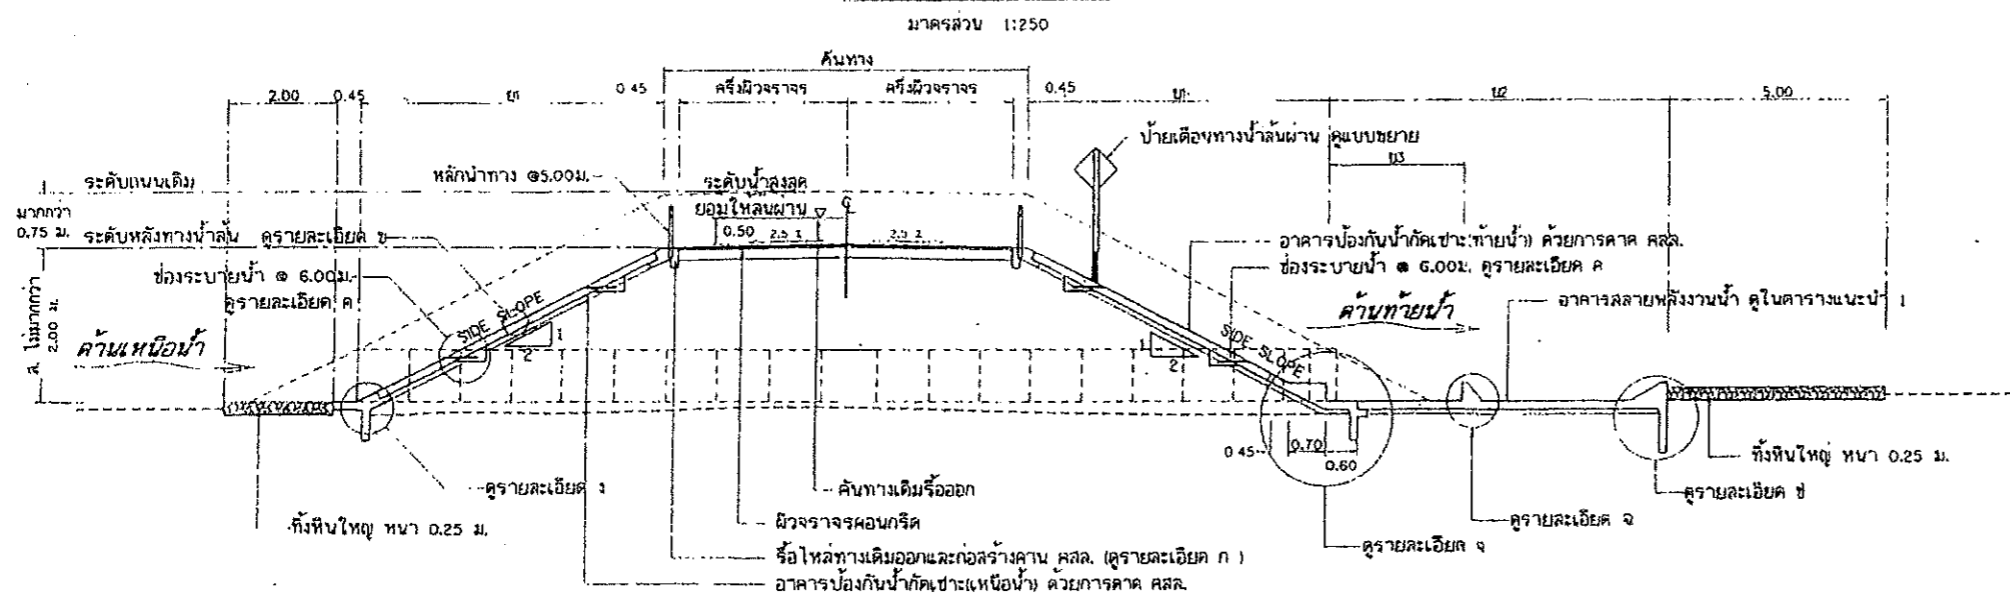 มาตรส่วน 1:250
คันทาง
2.00 0.45 ย1 0.45 ครึ่งผิวจราจร ครึ่งผิวจราจร 0.45 ย1 ย2 5.00
ป้ายเตือนทางน้ำล้นผ่าน ดูแบบขยาย
ย3
ระดับถนนเดิม
หลักนำทาง @5.00ม.
ระดับน้ำสูงสุด
ยอมให้ล้นผ่าน
℄
มากกว่า
0.75 ม.
ระดับหลังทางน้ำล้น ดูรายละเอียด ข
0.50 2.5 % 2.5 %
อาคารป้องกันน้ำกัดเซาะ(ท้ายน้ำ) ด้วยการดาด คสล.
ช่องระบายน้ำ @ 6.00ม.
ดูรายละเอียด ค
ช่องระบายน้ำ @ 6.00ม. ดูรายละเอียด ค
อาคารสลายพลังงานน้ำ ดูในตารางแนะนำ 1
ส ไม่มากกว่า
2.00 ม.
ด้านเหนือน้ำ
SIDE SLOPE
1
2
ด้านท้ายน้ำ
SIDE SLOPE
1
2
0.45 0.70
0.60
ทิ้งหินใหญ่ หนา 0.25 ม.
ดูรายละเอียด ง
คันทางเดิมรื้อออก
ดูรายละเอียด ช
ทิ้งหินใหญ่ หนา 0.25 ม.
ผิวจราจรคอนกรีต
ดูรายละเอียด ฉ
ดูรายละเอียด จ
รื้อไหล่ทางเดิมออกและก่อสร้างคาน คสล. (ดูรายละเอียด ก )
อาคารป้องกันน้ำกัดเซาะ(เหนือน้ำ) ด้วยการดาด คสล.